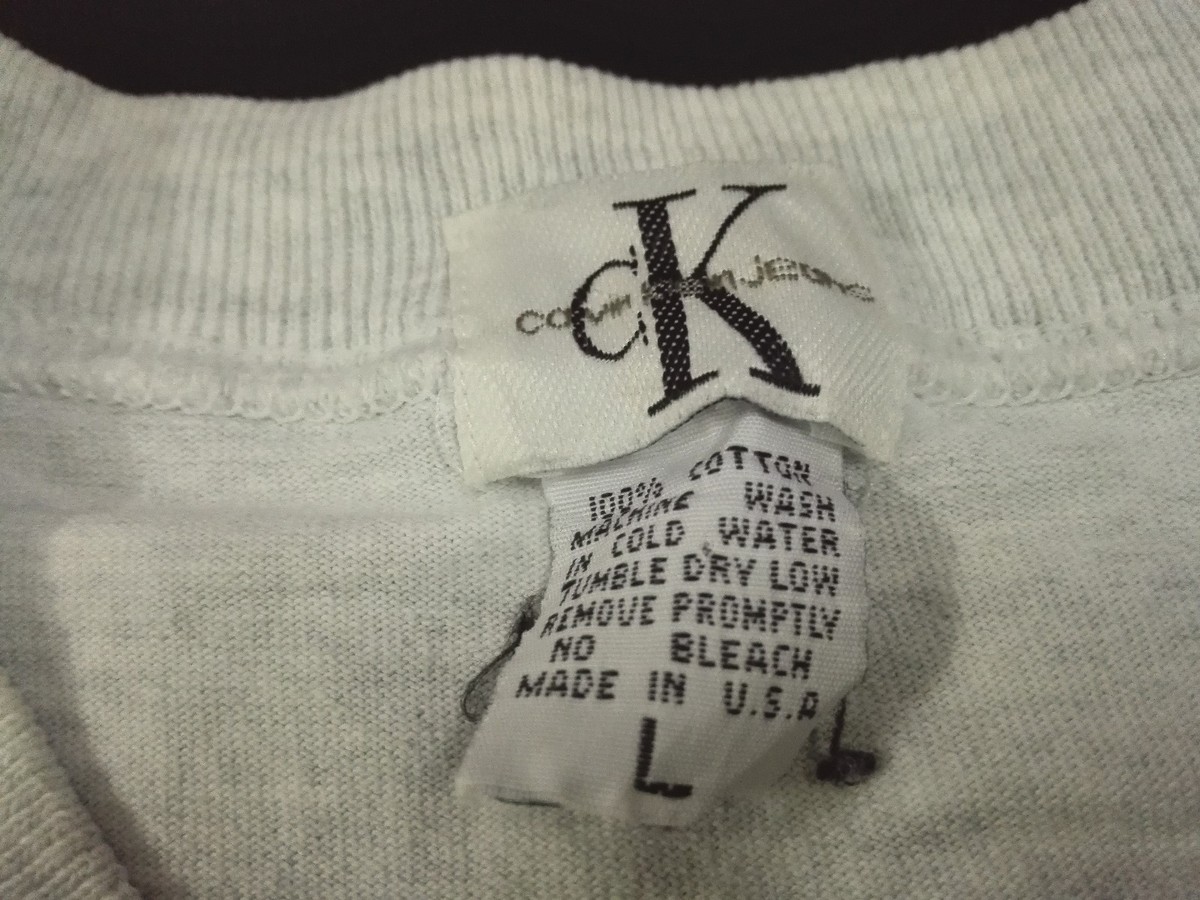 cK
Calvin Klein Jeans
100% COTTON
MACHINE WASH
IN COLD WATER
TUMBLE DRY LOW
REMOVE PROMPTLY
NO BLEACH
MADE IN U.S.A
L